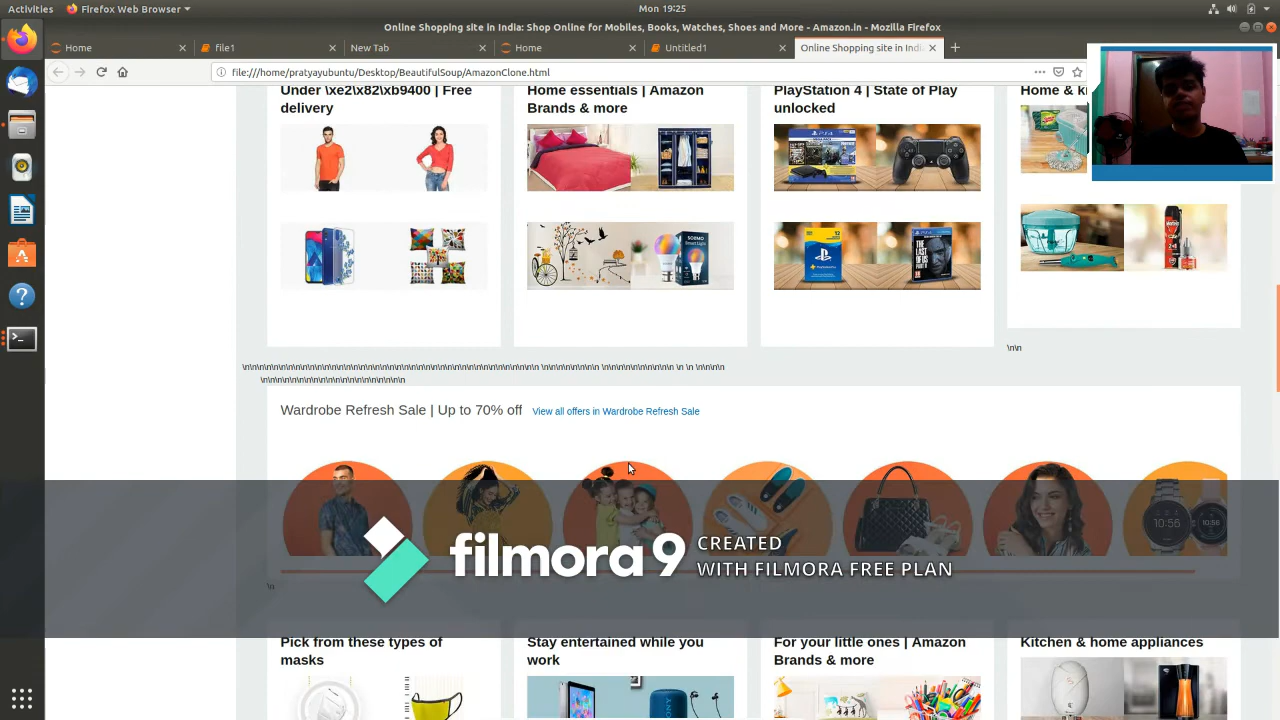 Activities
Firefox Web Browser
Mon 19:25
Online Shopping site in India: Shop Online for Mobiles, Books, Watches, Shoes and More - Amazon.in - Mozilla Firefox
Home
file1
New Tab
Home
Untitled1
Online Shopping site in Indi
file:///home/pratyayubuntu/Desktop/BeautifulSoup/AmazonClone.html
Under \xe2\x82\xb9400 | Free
delivery
Home essentials | Amazon
Brands & more
PlayStation 4 | State of Play
unlocked
Home & ki
\n\n
Wardrobe Refresh Sale | Up to 70% off
View all offers in Wardrobe Refresh Sale
10:56
10:56
filmora9
CREATED
WITH FILMORA FREE PLAN
\n
Pick from these types of
masks
Stay entertained while you
work
For your little ones | Amazon
Brands & more
Kitchen & home appliances